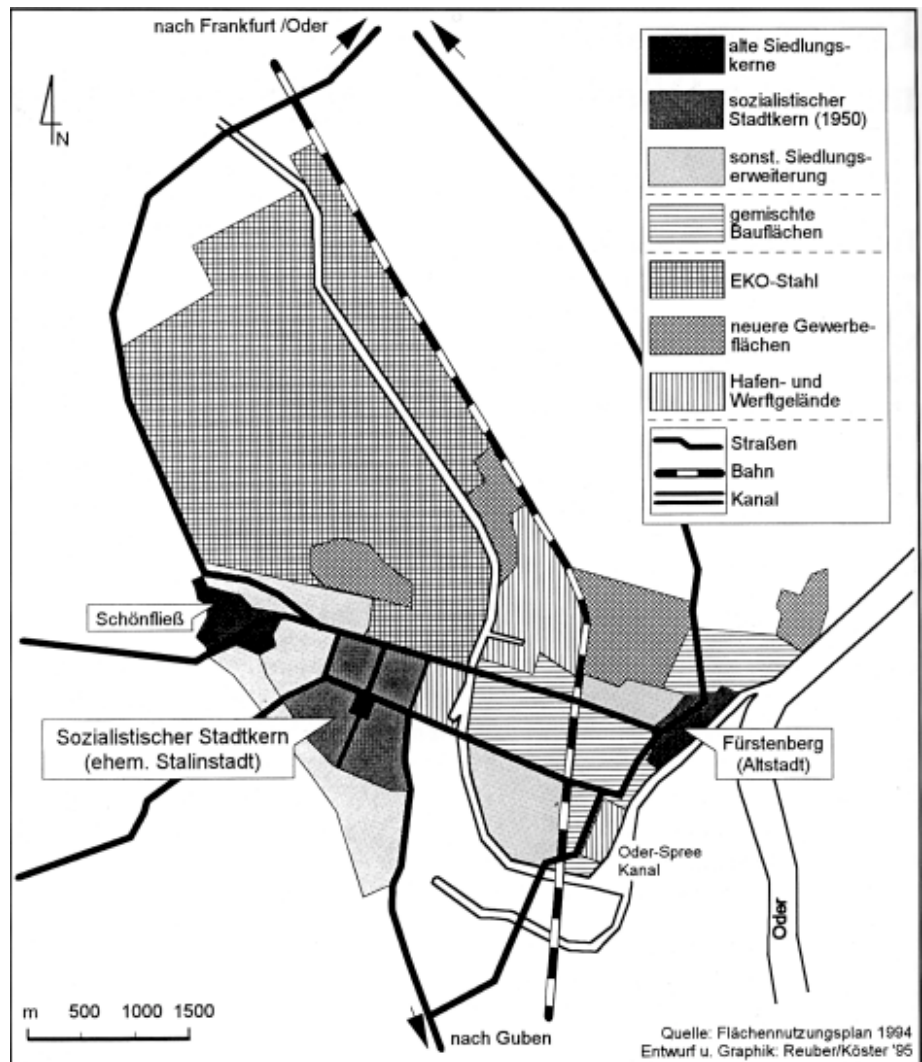 nach Frankfurt /Oder
N
alte Siedlungs-
kerne
sozialistischer
Stadtkern (1950)
sonst. Siedlungs-
erweiterung
gemischte
Bauflächen
EKO-Stahl
neuere Gewerbe-
flächen
Hafen- und
Werftgelände
Straßen
Bahn
Kanal
Schönfließ
Sozialistischer Stadtkern
(ehem. Stalinstadt)
Fürstenberg
(Altstadt)
Oder-Spree
Kanal
Oder
m 500 1000 1500
nach Guben
Quelle: Flächennutzungsplan 1994
Entwurf u. Graphik: Reuber/Köster '95